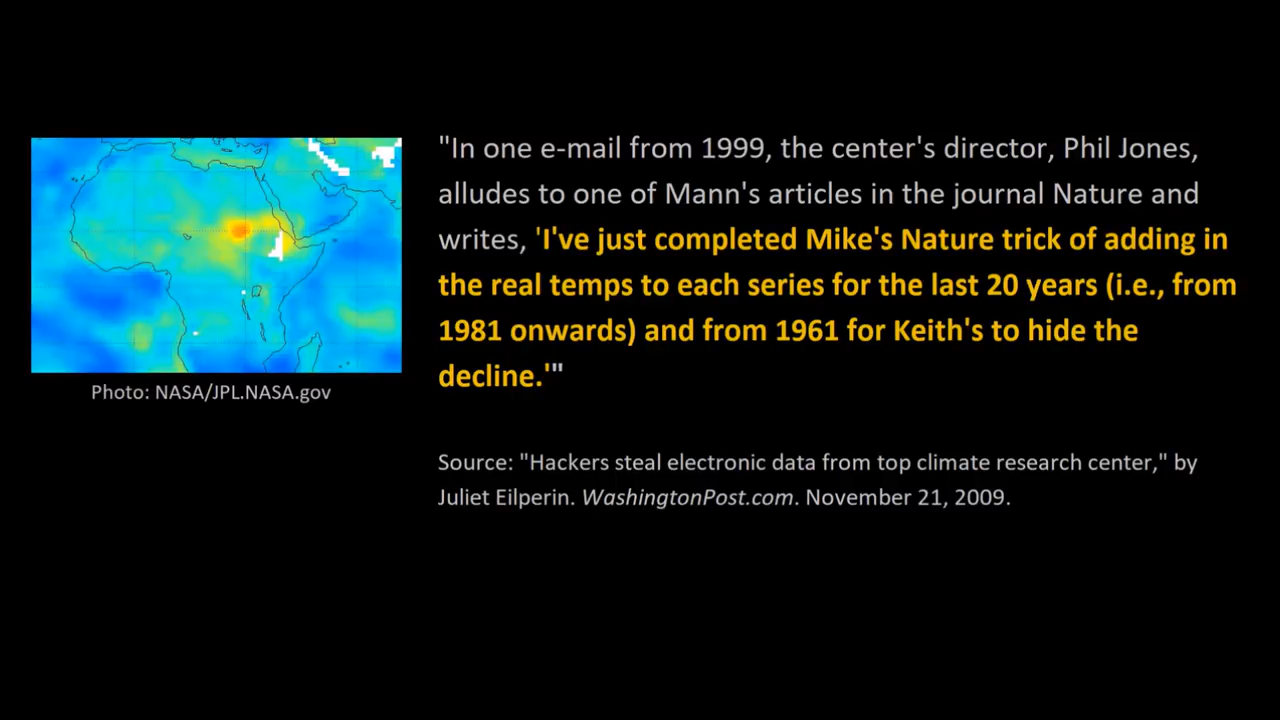 "In one e-mail from 1999, the center's director, Phil Jones,
alludes to one of Mann's articles in the journal Nature and
writes, 'I've just completed Mike's Nature trick of adding in
the real temps to each series for the last 20 years (i.e., from
1981 onwards) and from 1961 for Keith's to hide the
decline.'"
Photo: NASA/JPL.NASA.gov
Source: "Hackers steal electronic data from top climate research center," by
Juliet Eilperin. WashingtonPost.com. November 21, 2009.